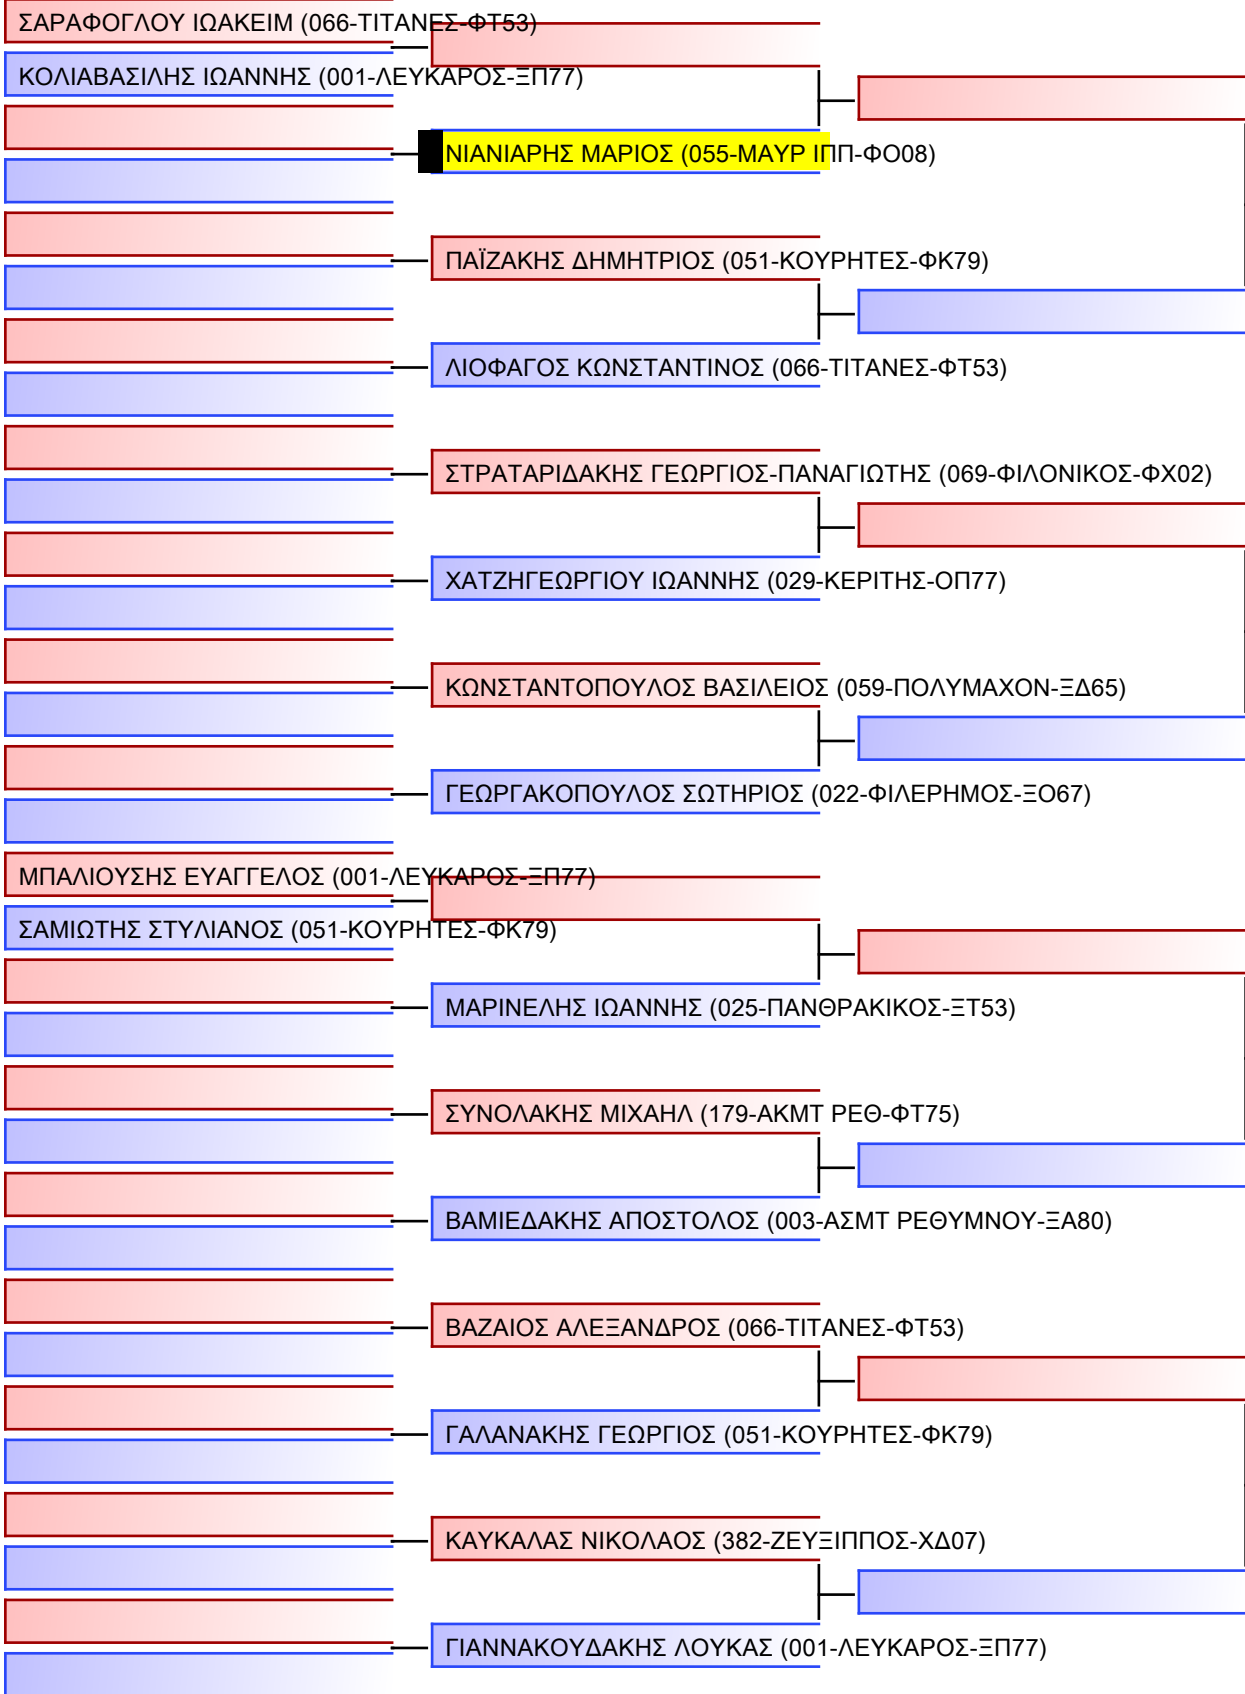 ΣΑΡΑΦΟΓΛΟΥ ΙΩΑΚΕΙΜ (066-ΤΙΤΑΝΕΣ-ΦΤ53)
ΚΟΛΙΑΒΑΣΙΛΗΣ ΙΩΑΝΝΗΣ (001-ΛΕΥΚΑΡΟΣ-ΞΠ77)
ΝΙΑΝΙΑΡΗΣ ΜΑΡΙΟΣ (055-ΜΑΥΡ ΙΠΠ-ΦΟ08)
ΠΑΪΖΑΚΗΣ ΔΗΜΗΤΡΙΟΣ (051-ΚΟΥΡΗΤΕΣ-ΦΚ79)
ΛΙΟΦΑΓΟΣ ΚΩΝΣΤΑΝΤΙΝΟΣ (066-ΤΙΤΑΝΕΣ-ΦΤ53)
ΣΤΡΑΤΑΡΙΔΑΚΗΣ ΓΕΩΡΓΙΟΣ-ΠΑΝΑΓΙΩΤΗΣ (069-ΦΙΛΟΝΙΚΟΣ-ΦΧ02)
ΧΑΤΖΗΓΕΩΡΓΙΟΥ ΙΩΑΝΝΗΣ (029-ΚΕΡΙΤΗΣ-ΟΠ77)
ΚΩΝΣΤΑΝΤΟΠΟΥΛΟΣ ΒΑΣΙΛΕΙΟΣ (059-ΠΟΛΥΜΑΧΟΝ-ΞΔ65)
ΓΕΩΡΓΑΚΟΠΟΥΛΟΣ ΣΩΤΗΡΙΟΣ (022-ΦΙΛΕΡΗΜΟΣ-ΞΟ67)
ΜΠΑΛΙΟΥΣΗΣ ΕΥΑΓΓΕΛΟΣ (001-ΛΕΥΚΑΡΟΣ-ΞΠ77)
ΣΑΜΙΩΤΗΣ ΣΤΥΛΙΑΝΟΣ (051-ΚΟΥΡΗΤΕΣ-ΦΚ79)
ΜΑΡΙΝΕΛΗΣ ΙΩΑΝΝΗΣ (025-ΠΑΝΘΡΑΚΙΚΟΣ-ΞΤ53)
ΣΥΝΟΛΑΚΗΣ ΜΙΧΑΗΛ (179-ΑΚΜΤ ΡΕΘ-ΦΤ75)
ΒΑΜΙΕΔΑΚΗΣ ΑΠΟΣΤΟΛΟΣ (003-ΑΣΜΤ ΡΕΘΥΜΝΟΥ-ΞΑ80)
ΒΑΖΑΙΟΣ ΑΛΕΞΑΝΔΡΟΣ (066-ΤΙΤΑΝΕΣ-ΦΤ53)
ΓΑΛΑΝΑΚΗΣ ΓΕΩΡΓΙΟΣ (051-ΚΟΥΡΗΤΕΣ-ΦΚ79)
ΚΑΥΚΑΛΑΣ ΝΙΚΟΛΑΟΣ (382-ΖΕΥΞΙΠΠΟΣ-ΧΔ07)
ΓΙΑΝΝΑΚΟΥΔΑΚΗΣ ΛΟΥΚΑΣ (001-ΛΕΥΚΑΡΟΣ-ΞΠ77)